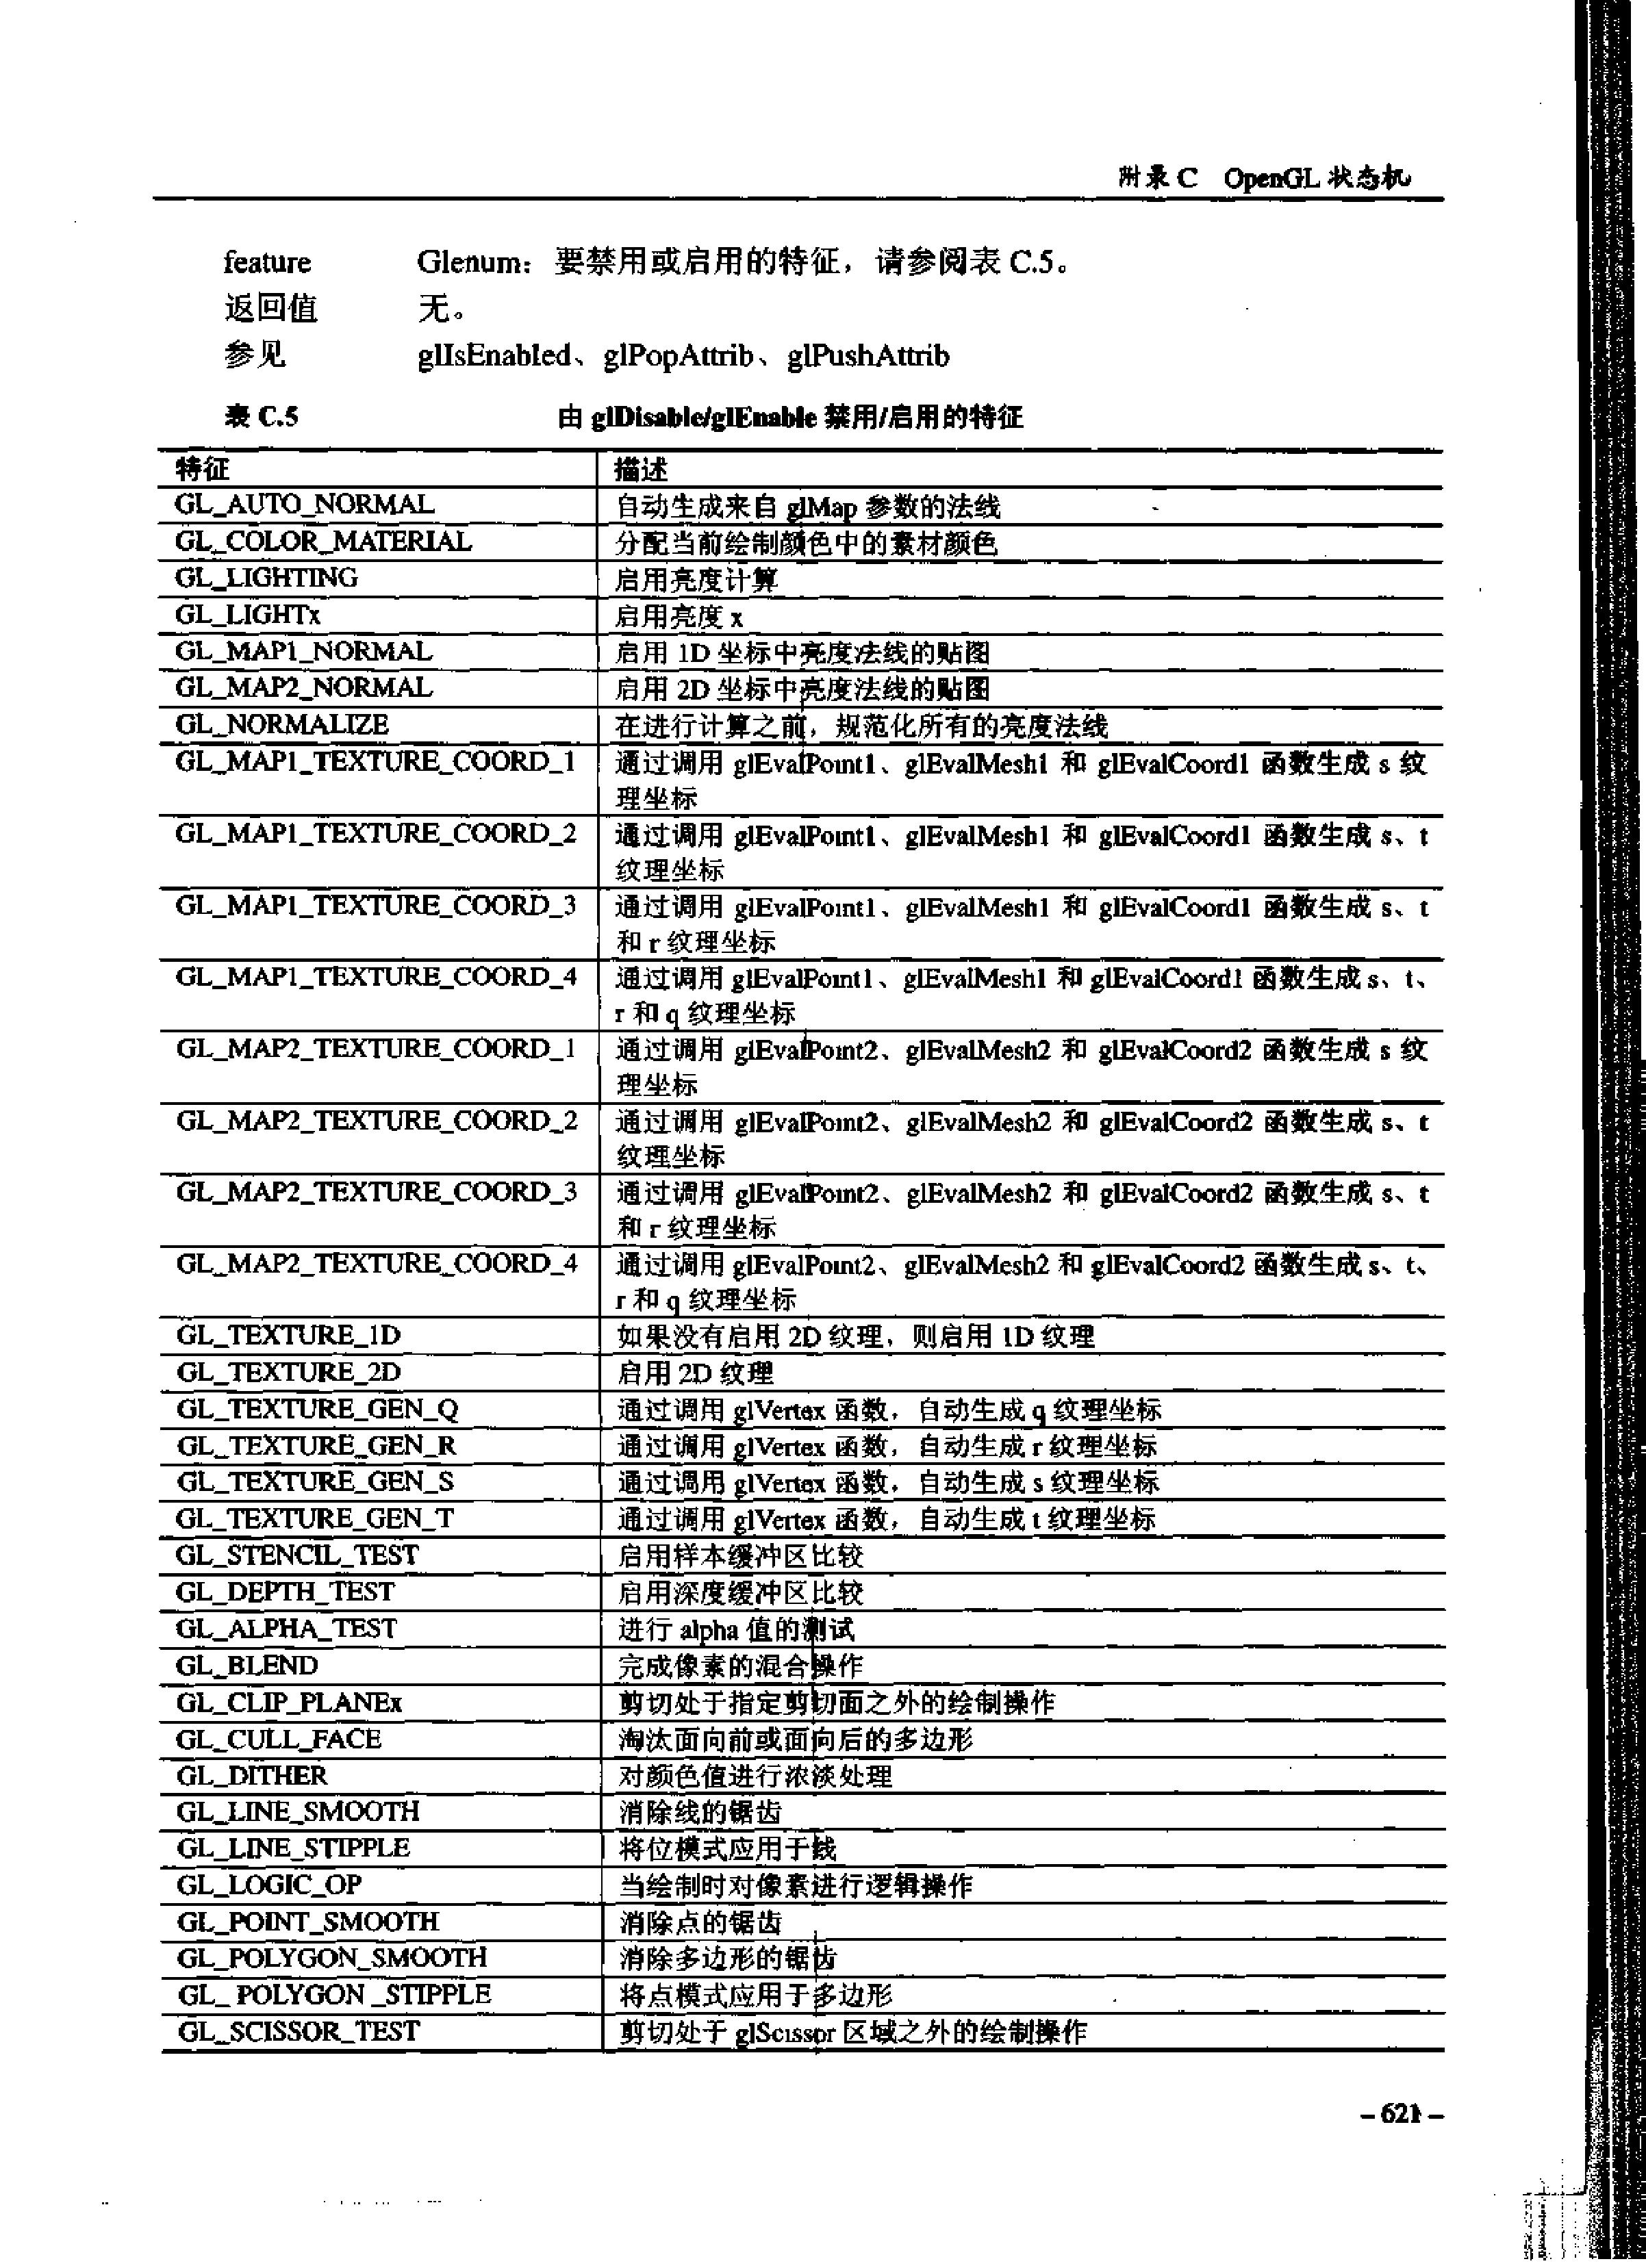 附录 C OpenGL 状态机
feature Glenum：要禁用或启用的特征，请参阅表 C.5。
返回值 无。
参见 glIsEnabled、glPopAttrib、glPushAttrib
表 C.5 由 glDisable/glEnable 禁用/启用的特征
特征 描述
GL_AUTO_NORMAL 自动生成来自 glMap 参数的法线
GL_COLOR_MATERIAL 分配当前绘制颜色中的素材颜色
GL_LIGHTING 启用亮度计算
GL_LIGHTx 启用亮度 x
GL_MAP1_NORMAL 启用 1D 坐标中亮度法线的贴图
GL_MAP2_NORMAL 启用 2D 坐标中亮度法线的贴图
GL_NORMALIZE 在进行计算之前，规范化所有的亮度法线
GL_MAP1_TEXTURE_COORD_1 通过调用 glEvalPoint1、glEvalMesh1 和 glEvalCoord1 函数生成 s 纹
理坐标
GL_MAP1_TEXTURE_COORD_2 通过调用 glEvalPoint1、glEvalMesh1 和 glEvalCoord1 函数生成 s、t
纹理坐标
GL_MAP1_TEXTURE_COORD_3 通过调用 glEvalPoint1、glEvalMesh1 和 glEvalCoord1 函数生成 s、t
和 r 纹理坐标
GL_MAP1_TEXTURE_COORD_4 通过调用 glEvalPoint1、glEvalMesh1 和 glEvalCoord1 函数生成 s、t、
r 和 q 纹理坐标
GL_MAP2_TEXTURE_COORD_1 通过调用 glEvalPoint2、glEvalMesh2 和 glEvalCoord2 函数生成 s 纹
理坐标
GL_MAP2_TEXTURE_COORD_2 通过调用 glEvalPoint2、glEvalMesh2 和 glEvalCoord2 函数生成 s、t
纹理坐标
GL_MAP2_TEXTURE_COORD_3 通过调用 glEvalPoint2、glEvalMesh2 和 glEvalCoord2 函数生成 s、t
和 r 纹理坐标
GL_MAP2_TEXTURE_COORD_4 通过调用 glEvalPoint2、glEvalMesh2 和 glEvalCoord2 函数生成 s、t、
r 和 q 纹理坐标
GL_TEXTURE_1D 如果没有启用 2D 纹理，则启用 1D 纹理
GL_TEXTURE_2D 启用 2D 纹理
GL_TEXTURE_GEN_Q 通过调用 glVertex 函数，自动生成 q 纹理坐标
GL_TEXTURE_GEN_R 通过调用 glVertex 函数，自动生成 r 纹理坐标
GL_TEXTURE_GEN_S 通过调用 glVertex 函数，自动生成 s 纹理坐标
GL_TEXTURE_GEN_T 通过调用 glVertex 函数，自动生成 t 纹理坐标
GL_STENCIL_TEST 启用样本缓冲区比较
GL_DEPTH_TEST 启用深度缓冲区比较
GL_ALPHA_TEST 进行 alpha 值的测试
GL_BLEND 完成像素的混合操作
GL_CLIP_PLANEx 剪切处于指定剪切面之外的绘制操作
GL_CULL_FACE 淘汰面向前或面向后的多边形
GL_DITHER 对颜色值进行浓淡处理
GL_LINE_SMOOTH 消除线的锯齿
GL_LINE_STIPPLE 将位模式应用于线
GL_LOGIC_OP 当绘制时对像素进行逻辑操作
GL_POINT_SMOOTH 消除点的锯齿
GL_POLYGON_SMOOTH 消除多边形的锯齿
GL_ POLYGON _STIPPLE 将点模式应用于多边形
GL_SCISSOR_TEST 剪切处于 glScissor 区域之外的绘制操作
– 621 –